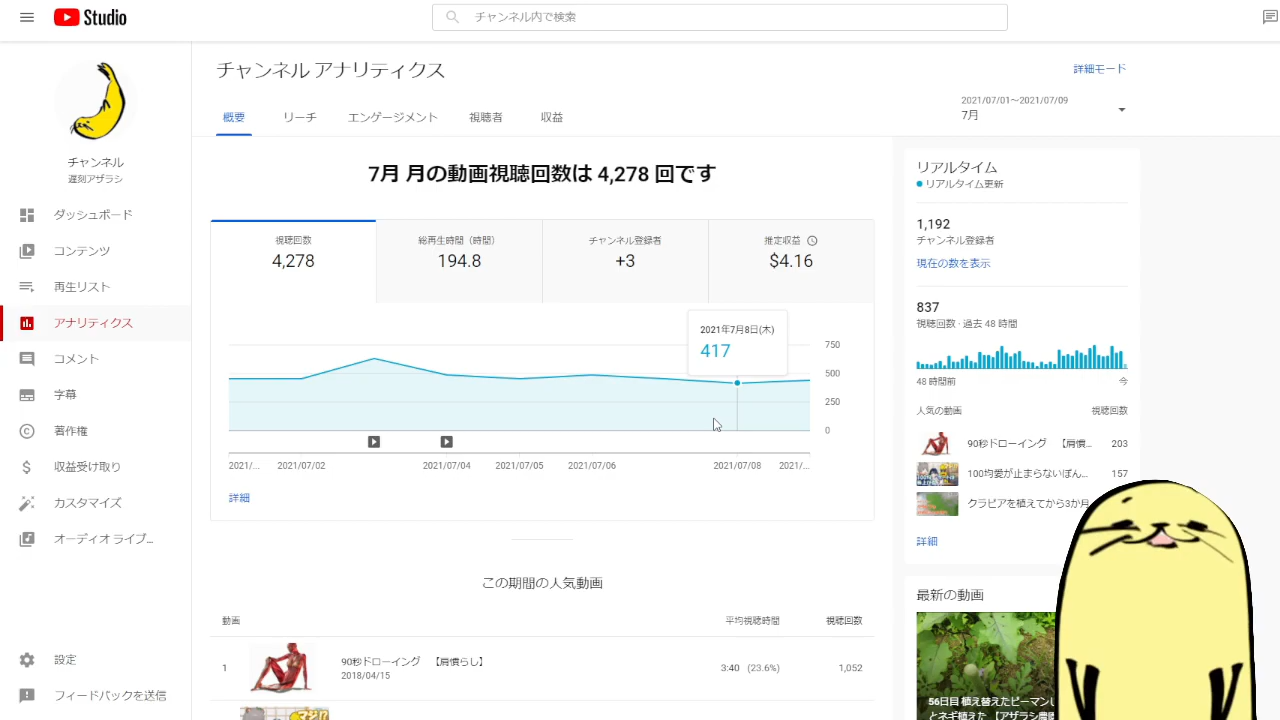 Studio
チャンネル内で検索
チャンネル アナリティクス
詳細モード
概要
リーチ
エンゲージメント
視聴者
収益
2021/07/01～2021/07/09
7月
チャンネル
遅刻アザラシ
ダッシュボード
コンテンツ
再生リスト
アナリティクス
コメント
字幕
著作権
収益受け取り
カスタマイズ
オーディオ ライブ...
設定
フィードバックを送信
7月 月の動画視聴回数は 4,278 回です
視聴回数
4,278
総再生時間（時間）
194.8
チャンネル登録者
+3
推定収益
$4.16
2021年7月8日(木)
417
750
500
250
0
2021/...
2021/07/02
2021/07/04
2021/07/05
2021/07/06
2021/07/08
2021/...
詳細
この期間の人気動画
動画
平均視聴時間
視聴回数
1
90秒ドローイング　【肩慣らし】
2018/04/15
3:40 (23.6%)
1,052
リアルタイム
リアルタイム更新
1,192
チャンネル登録者
現在の数を表示
837
視聴回数 · 過去 48 時間
48 時間前
今
人気の動画
視聴回数
90秒ドローイング　【肩慣...
203
100均愛が止まらないぼん...
157
クラピアを植えてから3か月
詳細
最新の動画
56日目 植え替えたピーマンし
とネギ植えた 【アザラシ農園